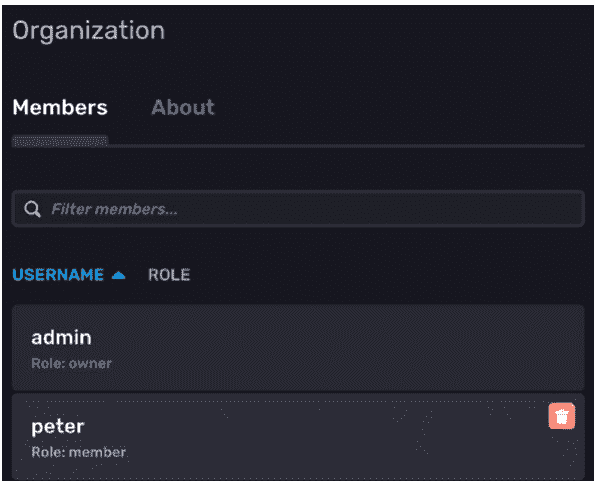 Organization
Members About
Filter members...
USERNAME ROLE
admin
Role: owner
peter
Role: member